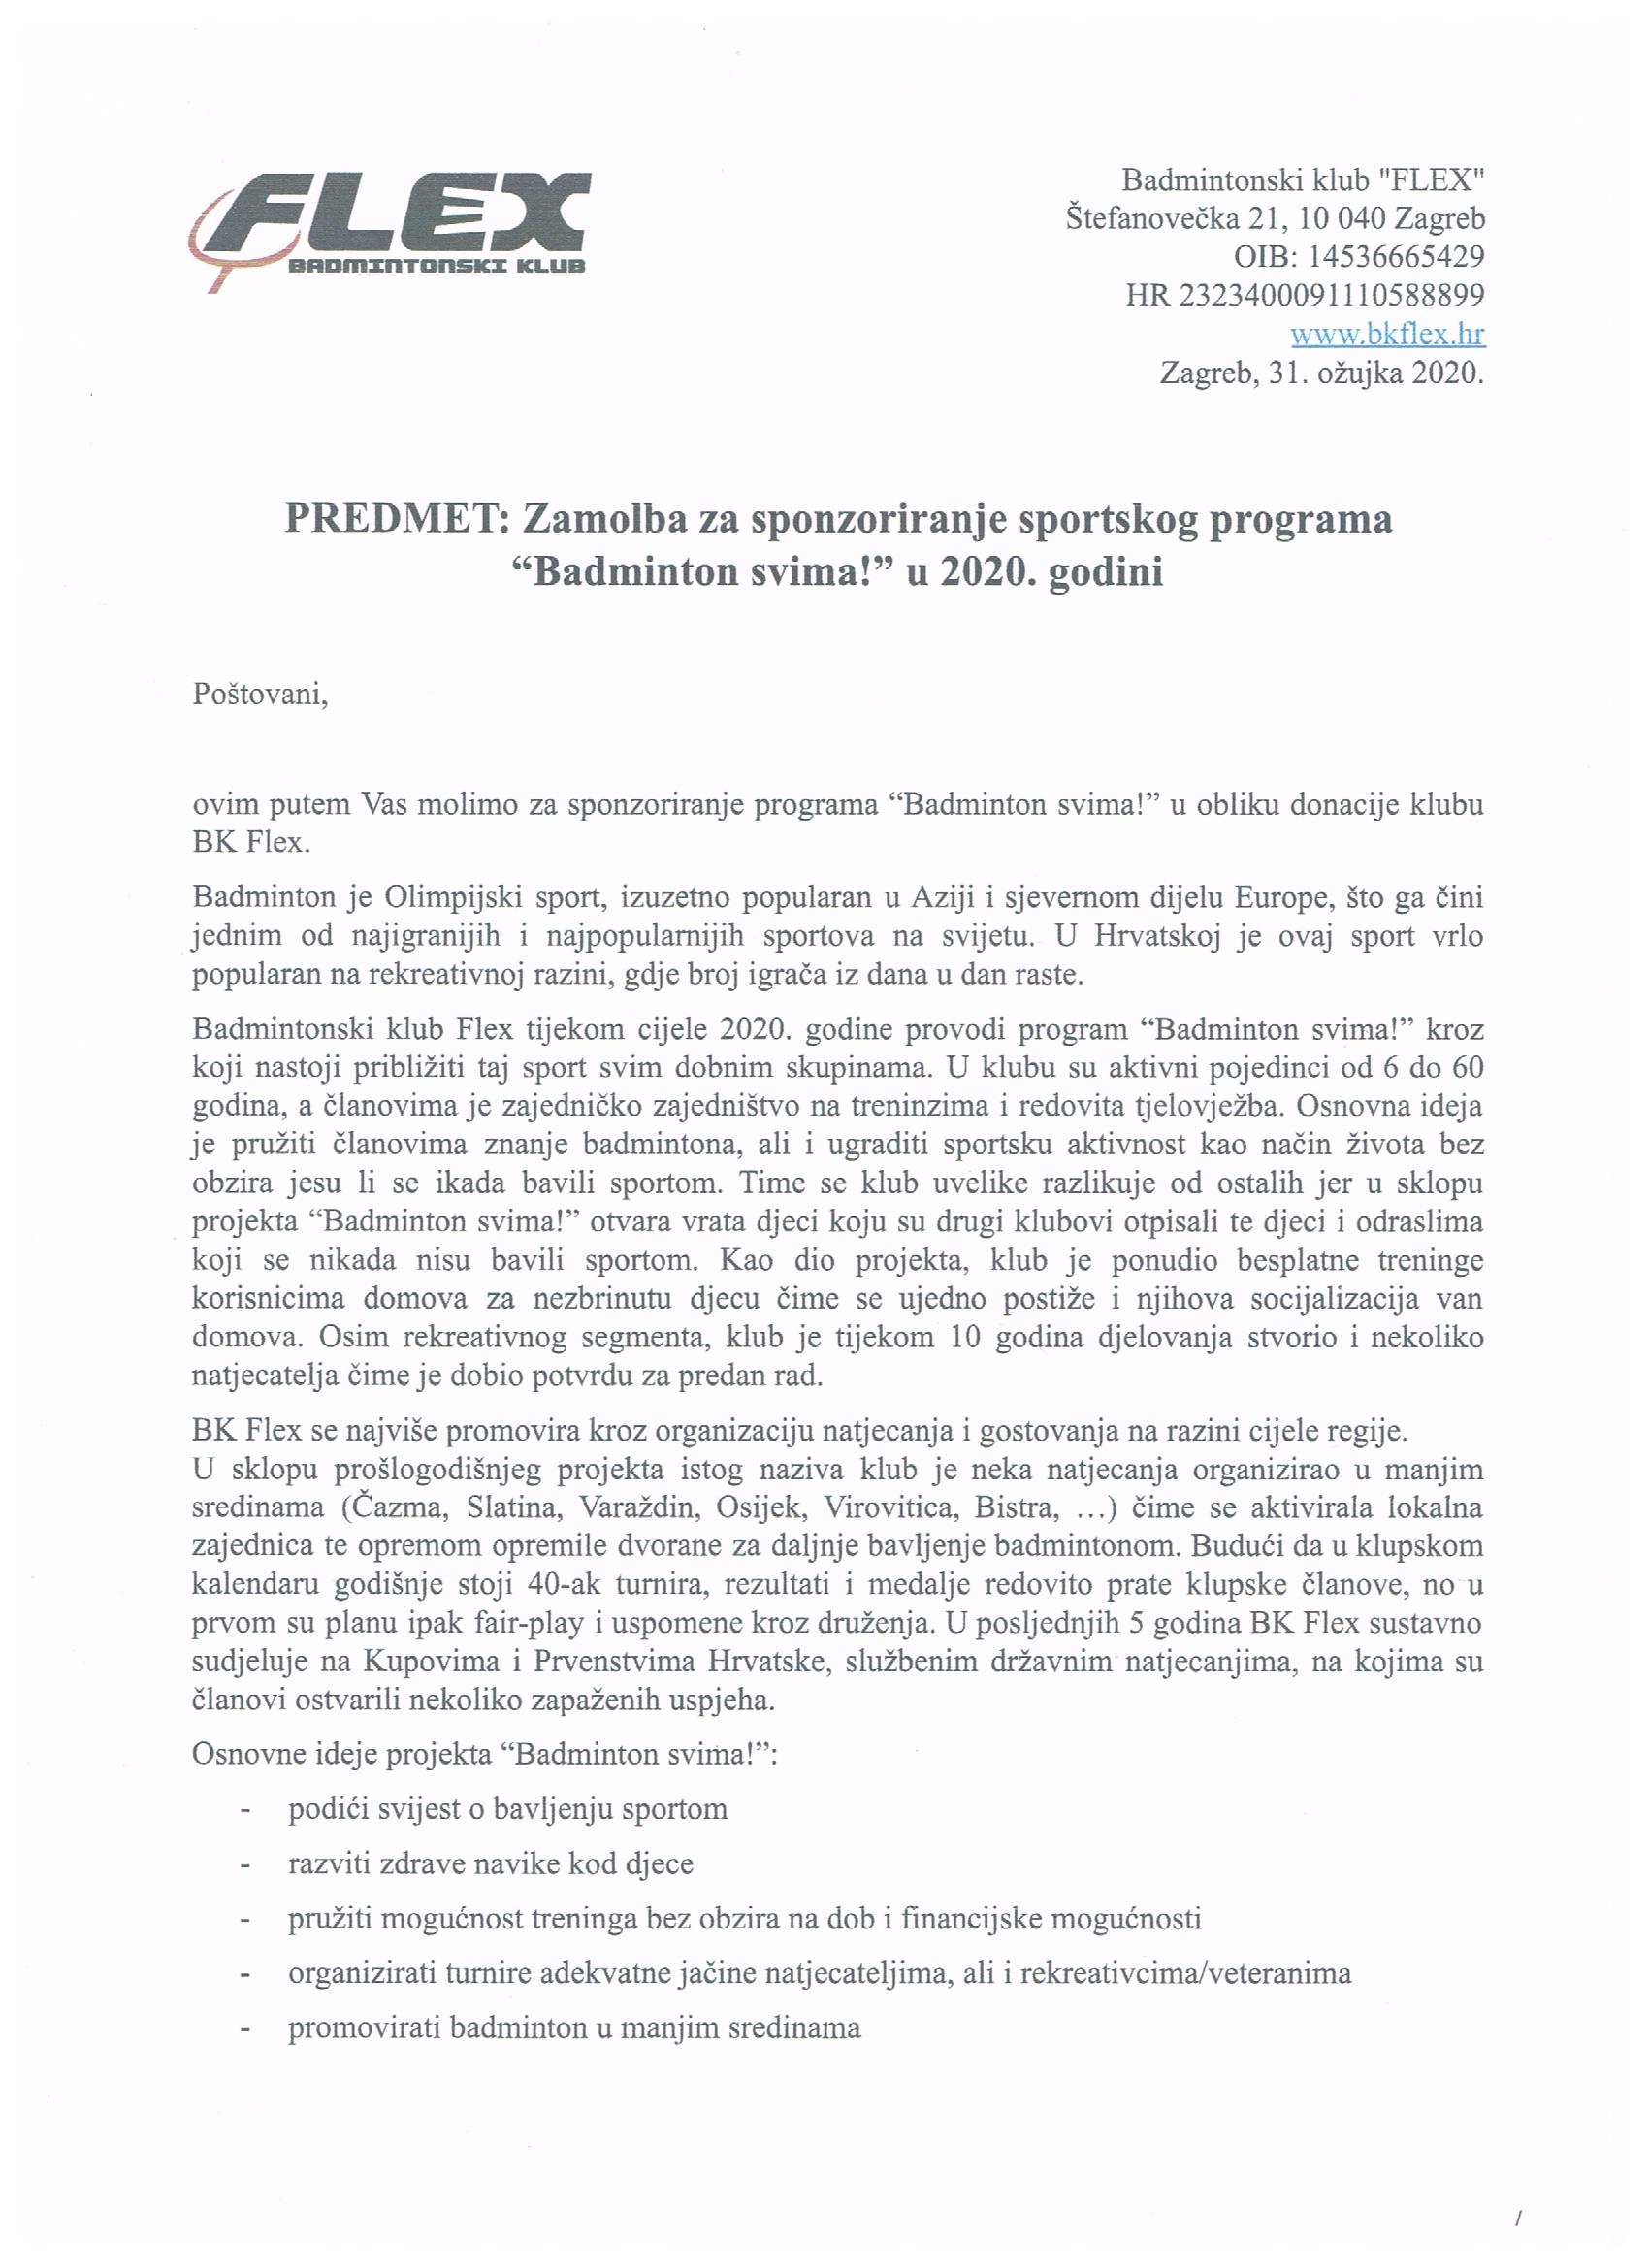 FLEX
BADMINTONSKI KLUB
Badmintonski klub "FLEX"
Štefanovečka 21, 10 040 Zagreb
OIB: 14536665429
HR 2323400091110588899
www.bkflex.hr
Zagreb, 31. ožujka 2020.
PREDMET: Zamolba za sponzoriranje sportskog programa
“Badminton svima!” u 2020. godini
Poštovani,
ovim putem Vas molimo za sponzoriranje programa “Badminton svima!” u obliku donacije klubu
BK Flex.
Badminton je Olimpijski sport, izuzetno popularan u Aziji i sjevernom dijelu Europe, što ga čini
jednim od najigranijih i najpopularnijih sportova na svijetu. U Hrvatskoj je ovaj sport vrlo
popularan na rekreativnoj razini, gdje broj igrača iz dana u dan raste.
Badmintonski klub Flex tijekom cijele 2020. godine provodi program “Badminton svima!” kroz
koji nastoji približiti taj sport svim dobnim skupinama. U klubu su aktivni pojedinci od 6 do 60
godina, a članovima je zajedničko zajedništvo na treninzima i redovita tjelovježba. Osnovna ideja
je pružiti članovima znanje badmintona, ali i ugraditi sportsku aktivnost kao način života bez
obzira jesu li se ikada bavili sportom. Time se klub uvelike razlikuje od ostalih jer u sklopu
projekta “Badminton svima!” otvara vrata djeci koju su drugi klubovi otpisali te djeci i odraslima
koji se nikada nisu bavili sportom. Kao dio projekta, klub je ponudio besplatne treninge
korisnicima domova za nezbrinutu djecu čime se ujedno postiže i njihova socijalizacija van
domova. Osim rekreativnog segmenta, klub je tijekom 10 godina djelovanja stvorio i nekoliko
natjecatelja čime je dobio potvrdu za predan rad.
BK Flex se najviše promovira kroz organizaciju natjecanja i gostovanja na razini cijele regije.
U sklopu prošlogodišnjeg projekta istog naziva klub je neka natjecanja organizirao u manjim
sredinama (Čazma, Slatina, Varaždin, Osijek, Virovitica, Bistra, …) čime se aktivirala lokalna
zajednica te opremom opremile dvorane za daljnje bavljenje badmintonom. Budući da u klupskom
kalendaru godišnje stoji 40-ak turnira, rezultati i medalje redovito prate klupske članove, no u
prvom su planu ipak fair-play i uspomene kroz druženja. U posljednjih 5 godina BK Flex sustavno
sudjeluje na Kupovima i Prvenstvima Hrvatske, službenim državnim natjecanjima, na kojima su
članovi ostvarili nekoliko zapaženih uspjeha.
Osnovne ideje projekta “Badminton svima!”:
- podići svijest o bavljenju sportom
- razviti zdrave navike kod djece
- pružiti mogućnost treninga bez obzira na dob i financijske mogućnosti
- organizirati turnire adekvatne jačine natjecateljima, ali i rekreativcima/veteranima
- promovirati badminton u manjim sredinama
/